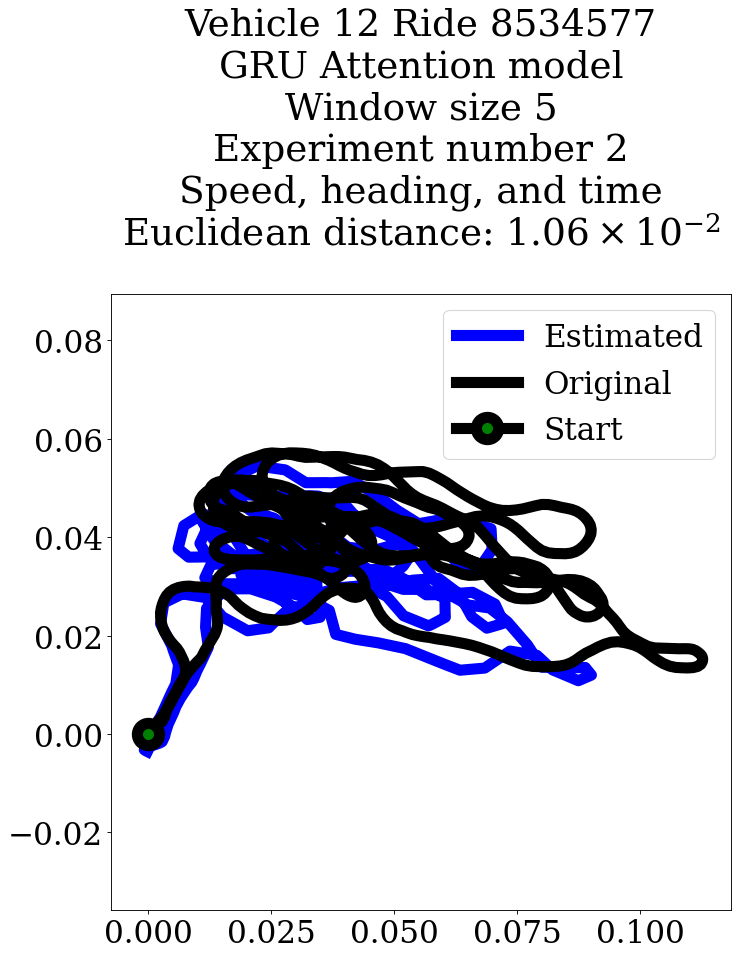 Vehicle 12 Ride 8534577
GRU Attention model
Window size 5
Experiment number 2
Speed, heading, and time
Euclidean distance: 1.06 × 10⁻²
Estimated
Original
Start
0.08
0.06
0.04
0.02
0.00
−0.02
0.000 0.025 0.050 0.075 0.100